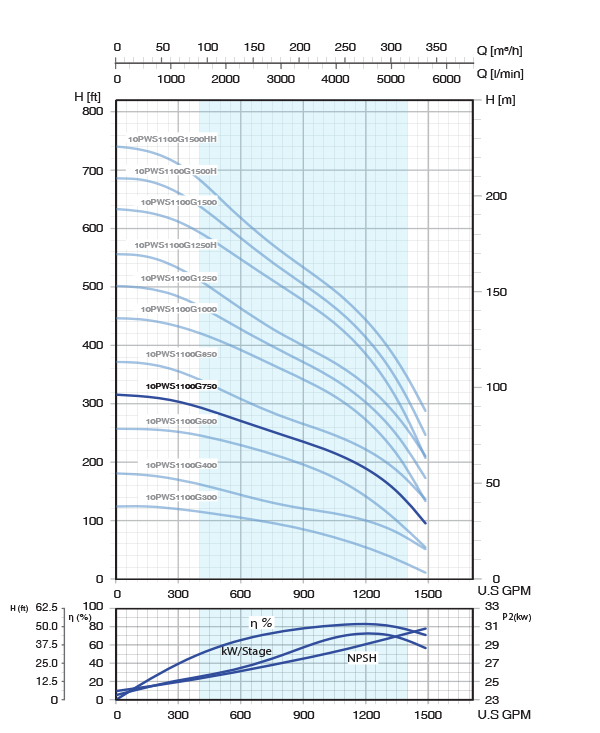 0 50 100 150 200 250 300 350 Q [m³/h]
0 1000 2000 3000 4000 5000 6000 Q [l/min]
H [ft] H [m]
800
10PWS1100G1500HH
700
10PWS1100G1500H
200
10PWS1100G1500
600
10PWS1100G1250H
500
10PWS1100G1250
150
10PWS1100G1000
400
10PWS1100G850
100
10PWS1100G750
300
10PWS1100G600
200
10PWS1100G400
50
10PWS1100G300
100
0 0
0 300 600 900 1200 1500 U.S GPM
H (ft) 62.5 η (%) 100 33 P2(kw)
50.0 80 η % 31
37.5 60 29
kW/Stage
25.0 40 NPSH 27
12.5 20 25
0 0 23
0 300 600 900 1200 1500 U.S GPM